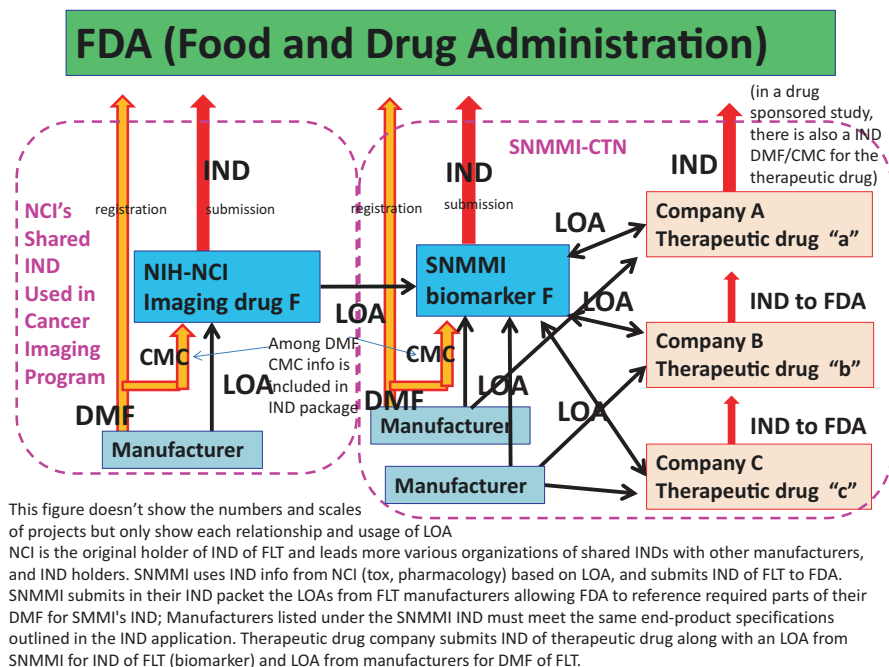 FDA (Food and Drug Administration)
(in a drug
sponsored study,
there is also a IND
DMF/CMC for the
therapeutic drug)
SNMMI-CTN
IND
IND
IND
NCI's
Shared
IND
Used in
Cancer
Imaging
Program
registration
submission
registration
submission
NIH-NCI
Imaging drug F
SNMMI
biomarker F
LOA
Company A
Therapeutic drug "a"
LOA
LOA
IND to FDA
CMC
Among DMF
CMC info is
included in
IND package
CMC
Company B
Therapeutic drug "b"
LOA
LOA
LOA
DMF
DMF
Manufacturer
Manufacturer
IND to FDA
Manufacturer
Company C
Therapeutic drug "c"
This figure doesn't show the numbers and scales
of projects but only show each relationship and usage of LOA
NCI is the original holder of IND of FLT and leads more various organizations of shared INDs with other manufacturers,
and IND holders. SNMMI uses IND info from NCI (tox, pharmacology) based on LOA, and submits IND of FLT to FDA.
SNMMI submits in their IND packet the LOAs from FLT manufacturers allowing FDA to reference required parts of their
DMF for SMMI's IND; Manufacturers listed under the SNMMI IND must meet the same end-product specifications
outlined in the IND application. Therapeutic drug company submits IND of therapeutic drug along with an LOA from
SNMMI for IND of FLT (biomarker) and LOA from manufacturers for DMF of FLT.